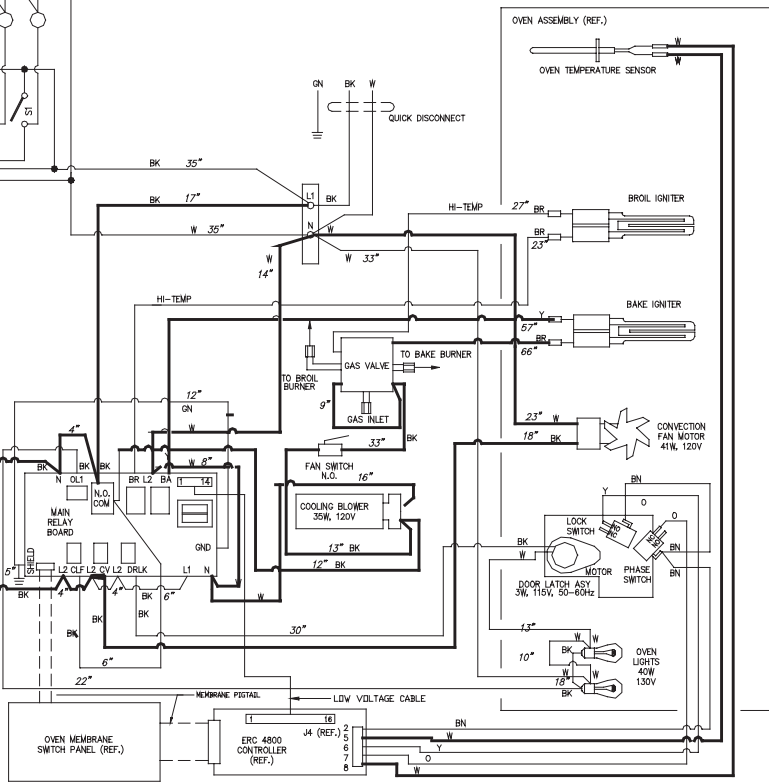 OVEN ASSEMBLY (REF.)
W
W
OVEN TEMPERATURE SENSOR
GN BK W
QUICK DISCONNECT
S1
BK 35"
BK 17"
L1
BK
N
W 35"
W
W
14"
W 33"
HI-TEMP 27" BR
BR
23"
BROIL IGNITER
HI-TEMP
BAKE IGNITER
Y
57"
BR
66"
GAS VALVE
TO BAKE BURNER
TO BROIL
BURNER
9"
GAS INLET
12"
GN
4"
W
33"
BK
23" W
18" BK
CONVECTION
FAN MOTOR
41W, 120V
FAN SWITCH
N.O.
W 8"
16"
BK
N OL1
BK BK
BR L2 BA
1 14
N.O.
COM
MAIN
RELAY
BOARD
COOLING BLOWER
35W, 120V
13" BK
12" BK
GND
SHIELD
5"
L2 CLF L2 CV L2 DRLK L1 N
BK
4"
4"
BK
BK
6"
W
BK
6"
30"
22"
BN
Y
O
LOCK
SWITCH
NO
NC
O
NO
NC
BN
BN
PHASE
SWITCH
BK
W
MOTOR
DOOR LATCH ASY
3W, 115V, 50-60Hz
13"
W
W
BK
10"
W
W
18"
BK
OVEN
LIGHTS
40W
130V
MEMBRANE PIGTAIL
LOW VOLTAGE CABLE
OVEN MEMBRANE
SWITCH PANEL (REF.)
1 16
ERC 4800
CONTROLLER
(REF.)
J4 (REF.)
2
5
6
7
8
BN
W
Y
O
W